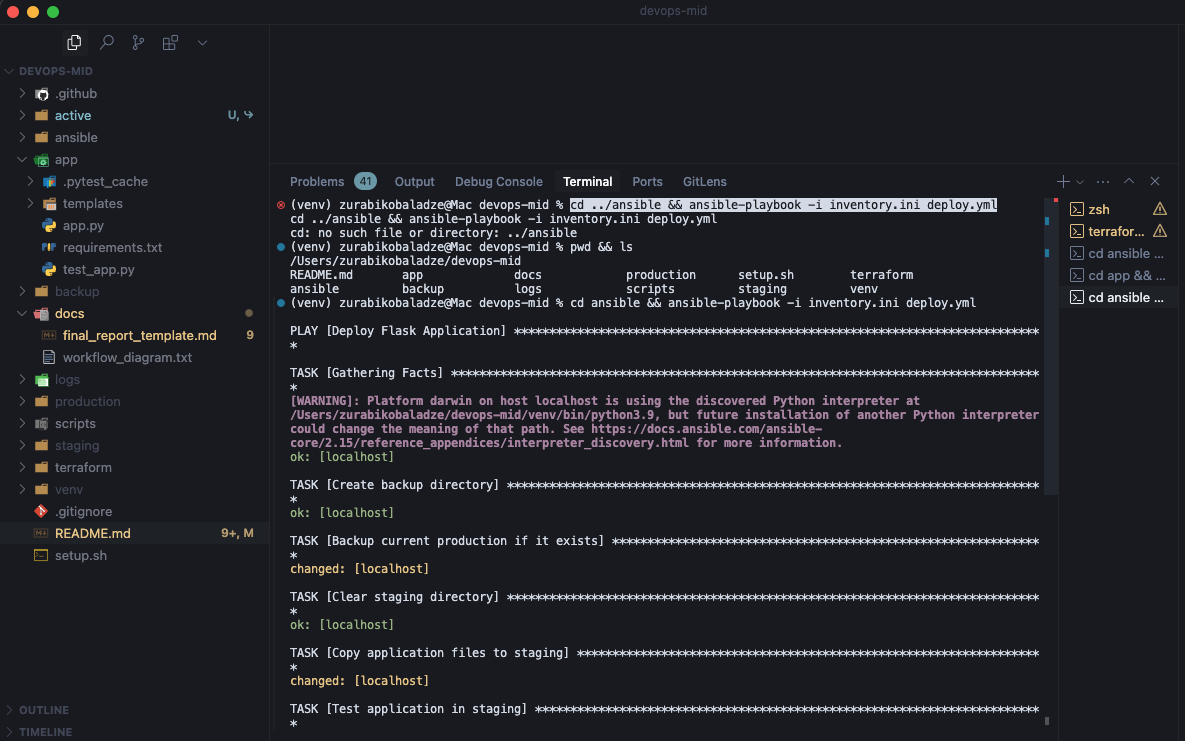 devops-mid
DEVOPS-MID
.github
active U,
ansible
app
.pytest_cache
templates
app.py
requirements.txt
test_app.py
backup
docs
final_report_template.md 9
workflow_diagram.txt
logs
production
scripts
staging
terraform
venv
.gitignore
README.md 9+, M
setup.sh
OUTLINE
TIMELINE
Problems 41 Output Debug Console Terminal Ports GitLens
(venv) zurabikobaladze@Mac devops-mid % cd ../ansible && ansible-playbook -i inventory.ini deploy.yml
cd ../ansible && ansible-playbook -i inventory.ini deploy.yml
cd: no such file or directory: ../ansible
(venv) zurabikobaladze@Mac devops-mid % pwd && ls
/Users/zurabikobaladze/devops-mid
README.md app docs production setup.sh terraform
ansible backup logs scripts staging venv
(venv) zurabikobaladze@Mac devops-mid % cd ansible && ansible-playbook -i inventory.ini deploy.yml
PLAY [Deploy Flask Application] ***************************************************************************
*
TASK [Gathering Facts] ************************************************************************************
*
[WARNING]: Platform darwin on host localhost is using the discovered Python interpreter at
/Users/zurabikobaladze/devops-mid/venv/bin/python3.9, but future installation of another Python interpreter
could change the meaning of that path. See https://docs.ansible.com/ansible-
core/2.15/reference_appendices/interpreter_discovery.html for more information.
ok: [localhost]
TASK [Create backup directory] ****************************************************************************
*
ok: [localhost]
TASK [Backup current production if it exists] *************************************************************
*
changed: [localhost]
TASK [Clear staging directory] ****************************************************************************
*
ok: [localhost]
TASK [Copy application files to staging] ******************************************************************
*
changed: [localhost]
TASK [Test application in staging] ************************************************************************
*
zsh
terrafor...
cd ansible ...
cd app && ...
cd ansible ...